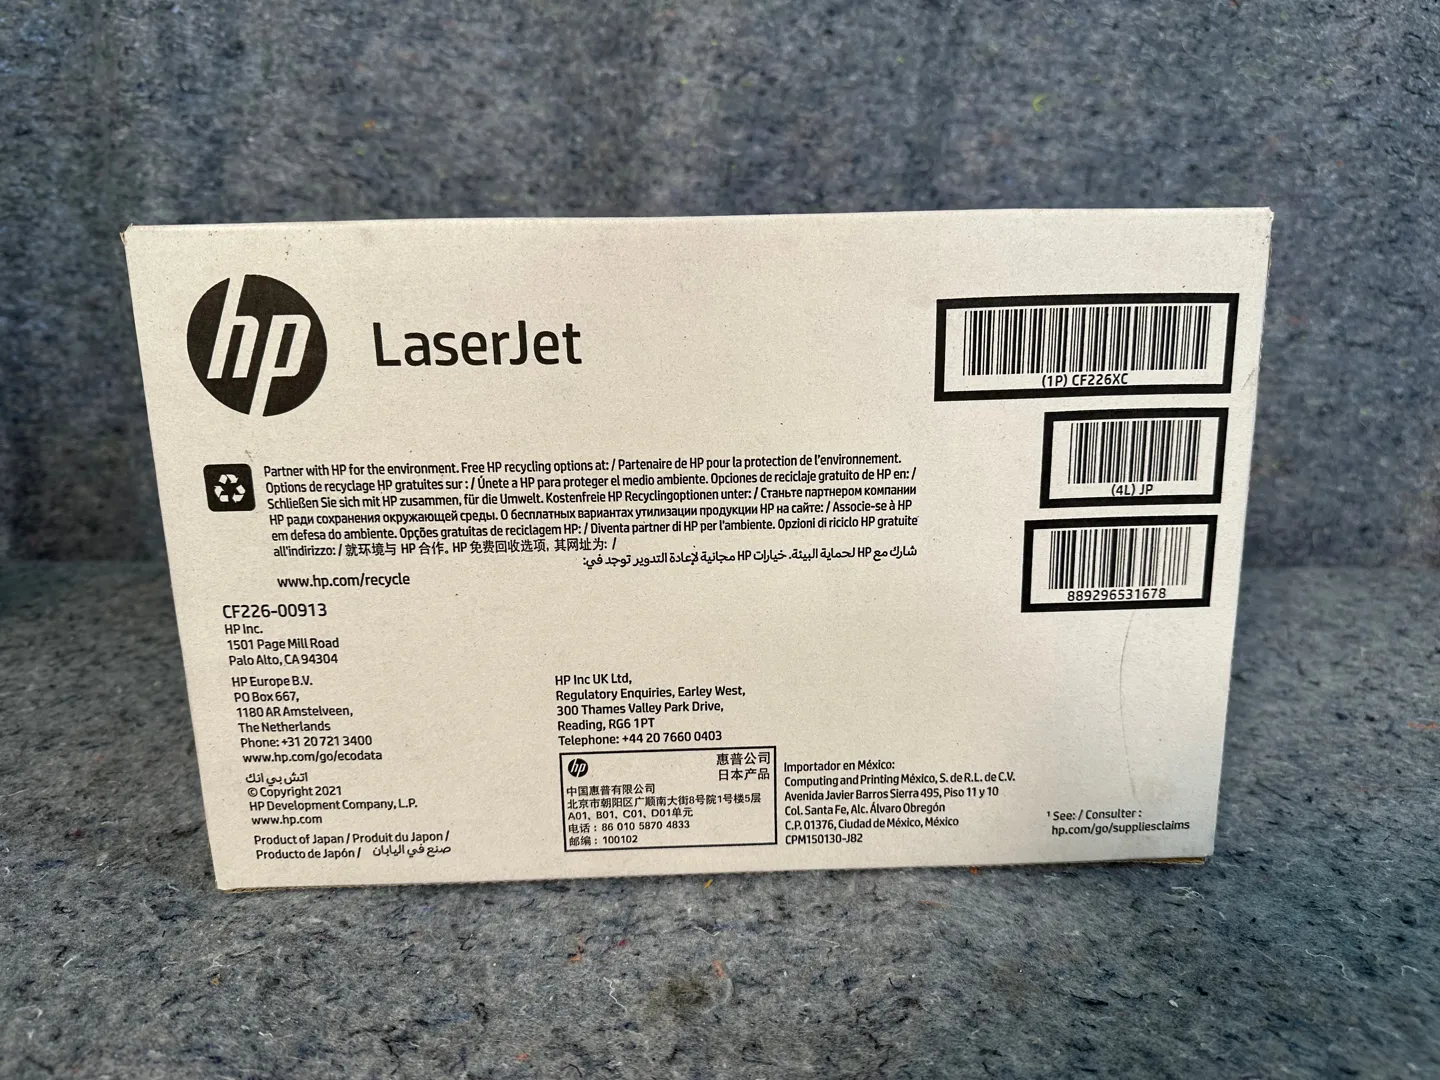 hp
LaserJet
(1P) CF226XC
(4L) JP
889296531678
Partner with HP for the environment. Free HP recycling options at: / Partenaire de HP pour la protection de l'environnement.
Options de recyclage HP gratuites sur : / Únete a HP para proteger el medio ambiente. Opciones de reciclaje gratuito de HP en: /
Schließen Sie sich mit HP zusammen, für die Umwelt. Kostenfreie HP Recyclingoptionen unter: / Станьте партнером компании
HP ради сохранения окружающей среды. О бесплатных вариантах утилизации продукции HP на сайте: / Associe-se à HP
em defesa do ambiente. Opções gratuitas de reciclagem HP: / Diventa partner di HP per l'ambiente. Opzioni di riciclo HP gratuite
all'indirizzo: / 就环境与 HP 合作。HP 免费回收选项, 其网址为: /
شارك مع HP لحماية البيئة. خيارات HP مجانية لإعادة التدوير توجد في:
www.hp.com/recycle
CF226-00913
HP Inc.
1501 Page Mill Road
Palo Alto, CA 94304
HP Europe B.V.
PO Box 667,
1180 AR Amstelveen,
The Netherlands
Phone: +31 20 721 3400
www.hp.com/go/ecodata
اتش بي انك
© Copyright 2021
HP Development Company, L.P.
www.hp.com
Product of Japan / Produit du Japon /
Producto de Japón / صنع في اليابان
HP Inc UK Ltd,
Regulatory Enquiries, Earley West,
300 Thames Valley Park Drive,
Reading, RG6 1PT
Telephone: +44 20 7660 0403
hp
惠普公司
日本产品
中国惠普有限公司
北京市朝阳区广顺南大街8号院1号楼5层
A01, B01, C01, D01单元
电话: 86 010 5870 4833
邮编: 100102
Importador en México:
Computing and Printing México, S. de R.L. de C.V.
Avenida Javier Barros Sierra 495, Piso 11 y 10
Col. Santa Fe, Alc. Álvaro Obregón
C.P. 01376, Ciudad de México, México
CPM150130-J82
¹ See: / Consulter :
hp.com/go/suppliesclaims